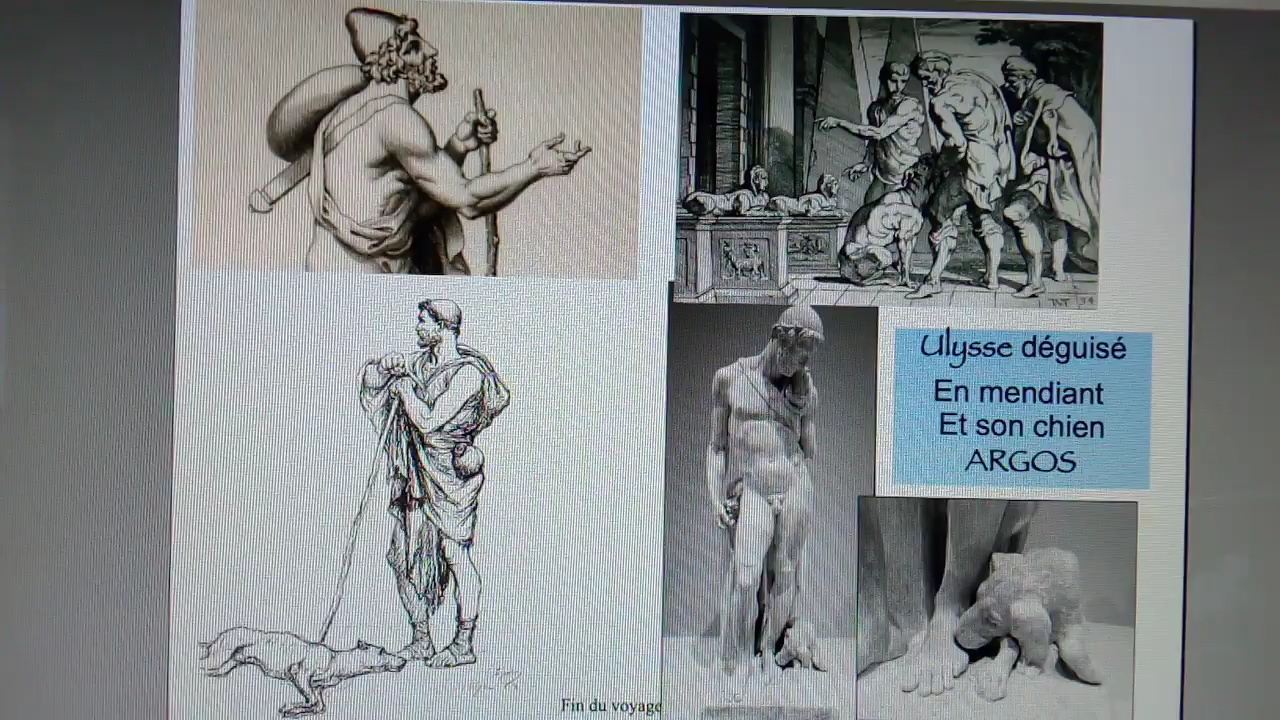 Ulysse déguisé
En mendiant
Et son chien
ARGOS
Fin du voyage